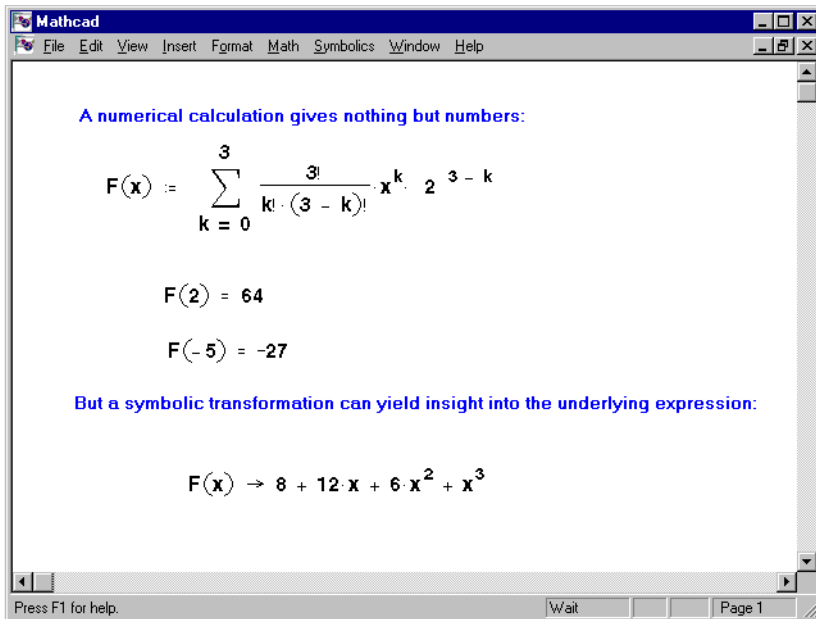 Mathcad
File Edit View Insert Format Math Symbolics Window Help
A numerical calculation gives nothing but numbers:
F(x) := ∑_{k = 0}^{3} 3!/(k!·(3 − k)!)·x^k· 2^{3 − k}
F(2) = 64
F(−5) = −27
But a symbolic transformation can yield insight into the underlying expression:
F(x) → 8 + 12·x + 6·x² + x³
Press F1 for help. Wait Page 1